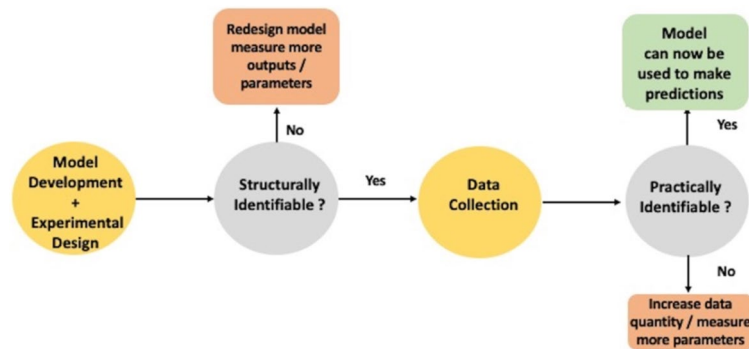 Redesign model
measure more
outputs /
parameters
Model
can now be
used to make
predictions
No
Yes
Model
Development
+
Experimental
Design
Structurally
Identifiable ?
Yes
Data
Collection
Practically
Identifiable ?
No
Increase data
quantity / measure
more parameters